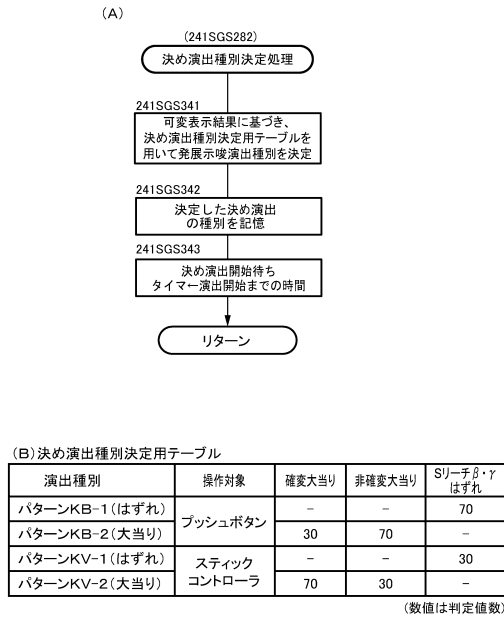 (A)
(241SGS282)
決め演出種別決定処理
241SGS341
可変表示結果に基づき、
決め演出種別決定用テーブルを
用いて発展示唆演出種別を決定
241SGS342
決定した決め演出
の種別を記憶
241SGS343
決め演出開始待ち
タイマ←演出開始までの時間
リターン
(B)決め演出種別決定用テーブル
演出種別 操作対象 確変大当り 非確変大当り Sリーチβ・γ
はずれ
パターンKB-1(はずれ) プッシュボタン - - 70
パターンKB-2(大当り) 30 70 -
パターンKV-1(はずれ) スティック - - 30
パターンKV-2(大当り) コントローラ 70 30 -
(数値は判定値数)